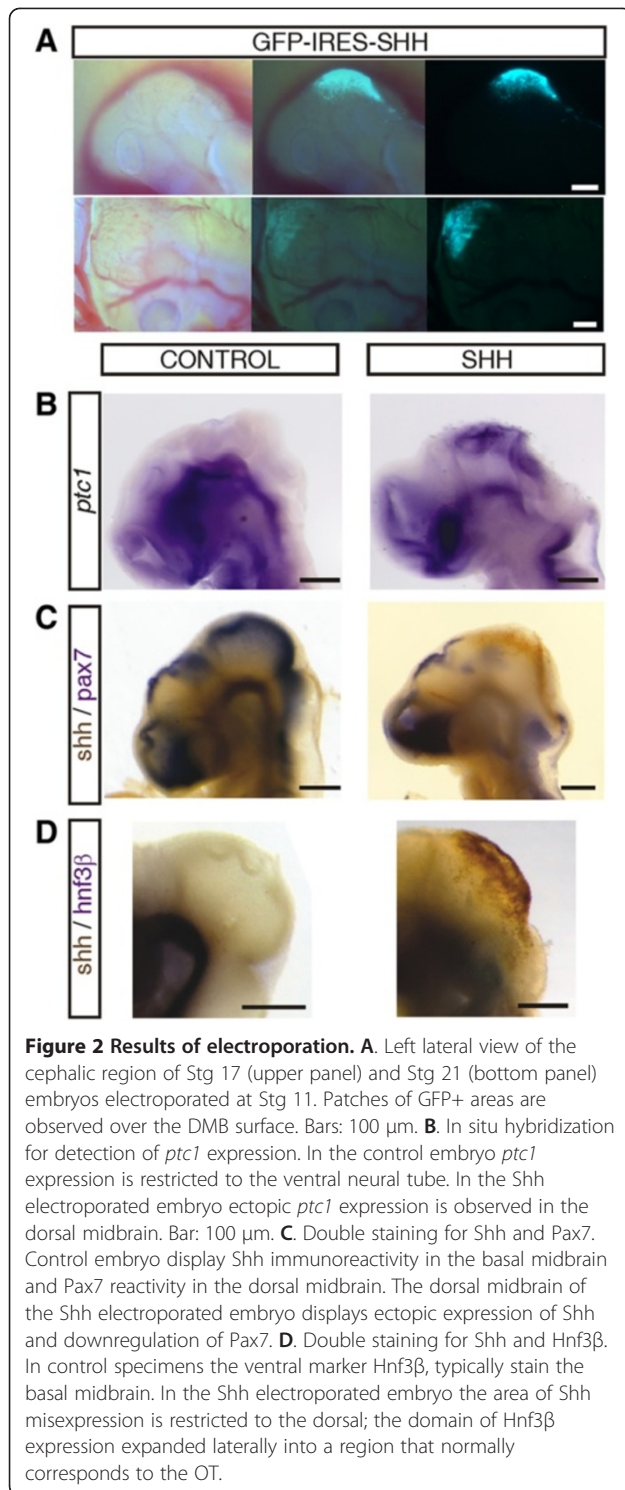 A
GFP-IRES-SHH
CONTROL
SHH
B
ptc1
C
shh / pax7
D
shh / hnf3β
Figure 2 Results of electroporation. A. Left lateral view of the
cephalic region of Stg 17 (upper panel) and Stg 21 (bottom panel)
embryos electroporated at Stg 11. Patches of GFP+ areas are
observed over the DMB surface. Bars: 100 μm. B. In situ hybridization
for detection of ptc1 expression. In the control embryo ptc1
expression is restricted to the ventral neural tube. In the Shh
electroporated embryo ectopic ptc1 expression is observed in the
dorsal midbrain. Bar: 100 μm. C. Double staining for Shh and Pax7.
Control embryo display Shh immunoreactivity in the basal midbrain
and Pax7 reactivity in the dorsal midbrain. The dorsal midbrain of
the Shh electroporated embryo displays ectopic expression of Shh
and downregulation of Pax7. D. Double staining for Shh and Hnf3β.
In control specimens the ventral marker Hnf3β, typically stain the
basal midbrain. In the Shh electroporated embryo the area of Shh
misexpression is restricted to the dorsal; the domain of Hnf3β
expression expanded laterally into a region that normally
corresponds to the OT.